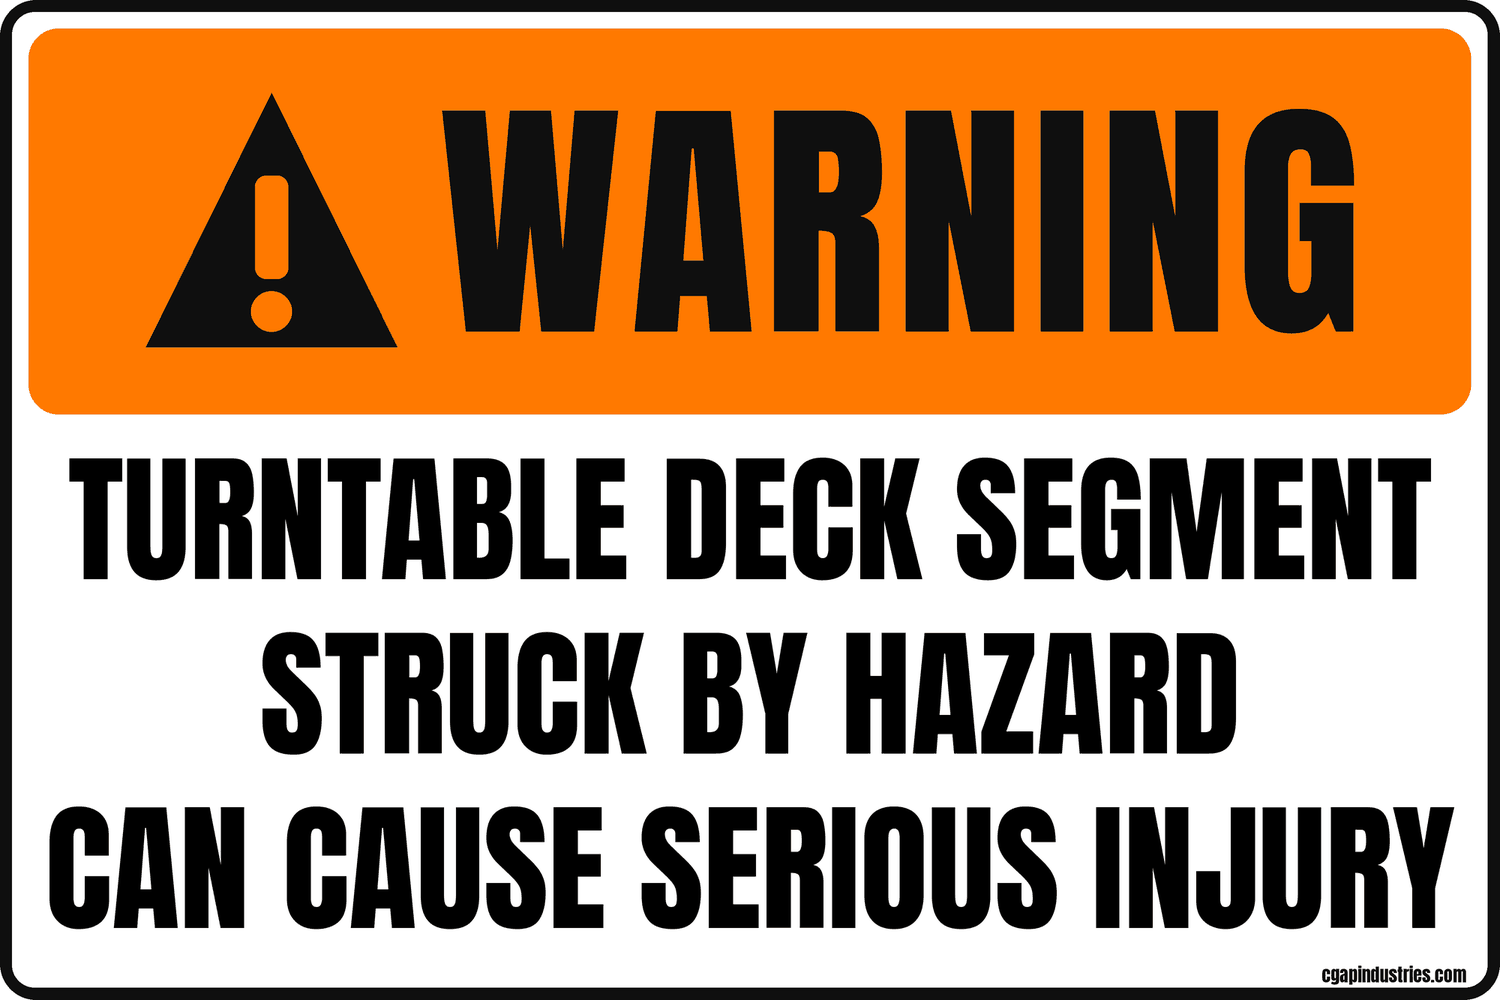 WARNING
TURNTABLE DECK SEGMENT
STRUCK BY HAZARD
CAN CAUSE SERIOUS INJURY
cgapindustries.com